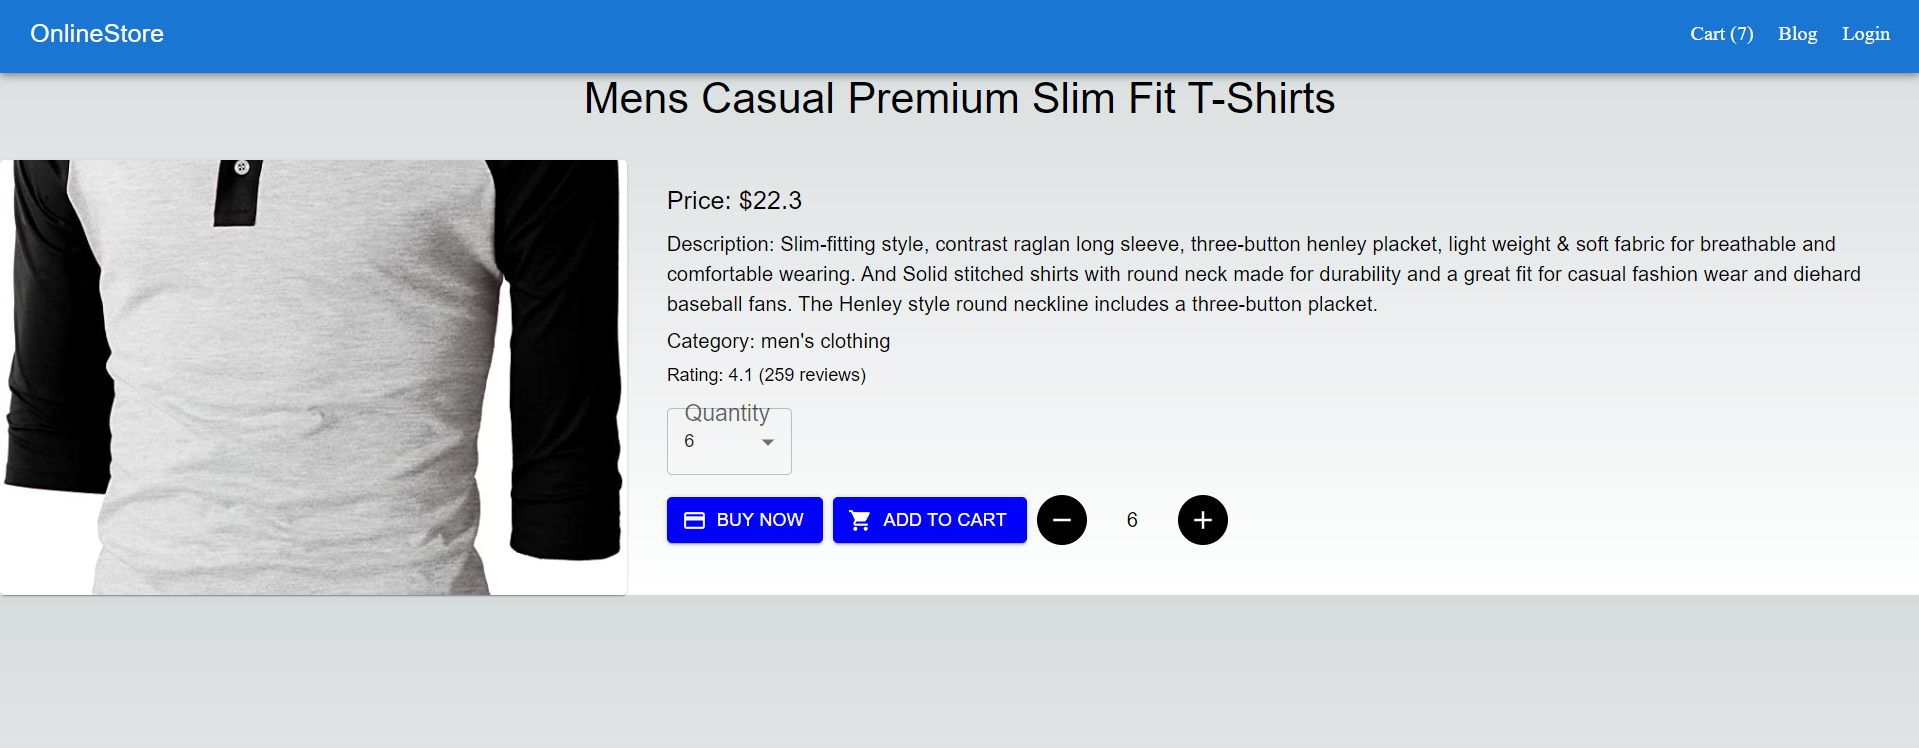 OnlineStore
Cart (7) Blog Login
Mens Casual Premium Slim Fit T-Shirts
Price: $22.3
Description: Slim-fitting style, contrast raglan long sleeve, three-button henley placket, light weight & soft fabric for breathable and
comfortable wearing. And Solid stitched shirts with round neck made for durability and a great fit for casual fashion wear and diehard
baseball fans. The Henley style round neckline includes a three-button placket.
Category: men's clothing
Rating: 4.1 (259 reviews)
Quantity
6
BUY NOW ADD TO CART 6